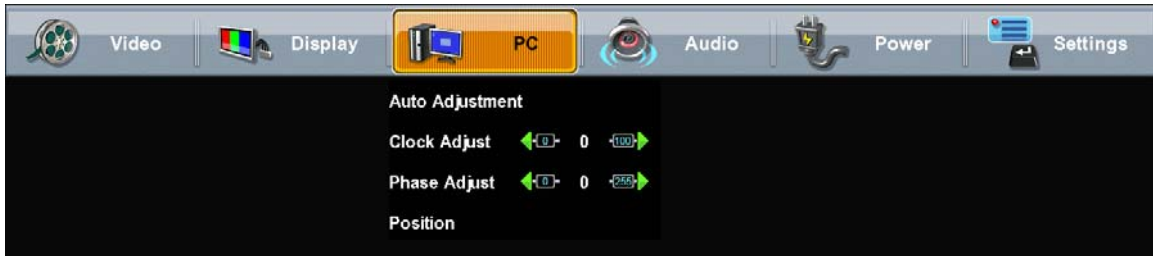 Video Display PC Audio Power Settings
Auto Adjustment
Clock Adjust 0 0 100
Phase Adjust 0 0 255
Position